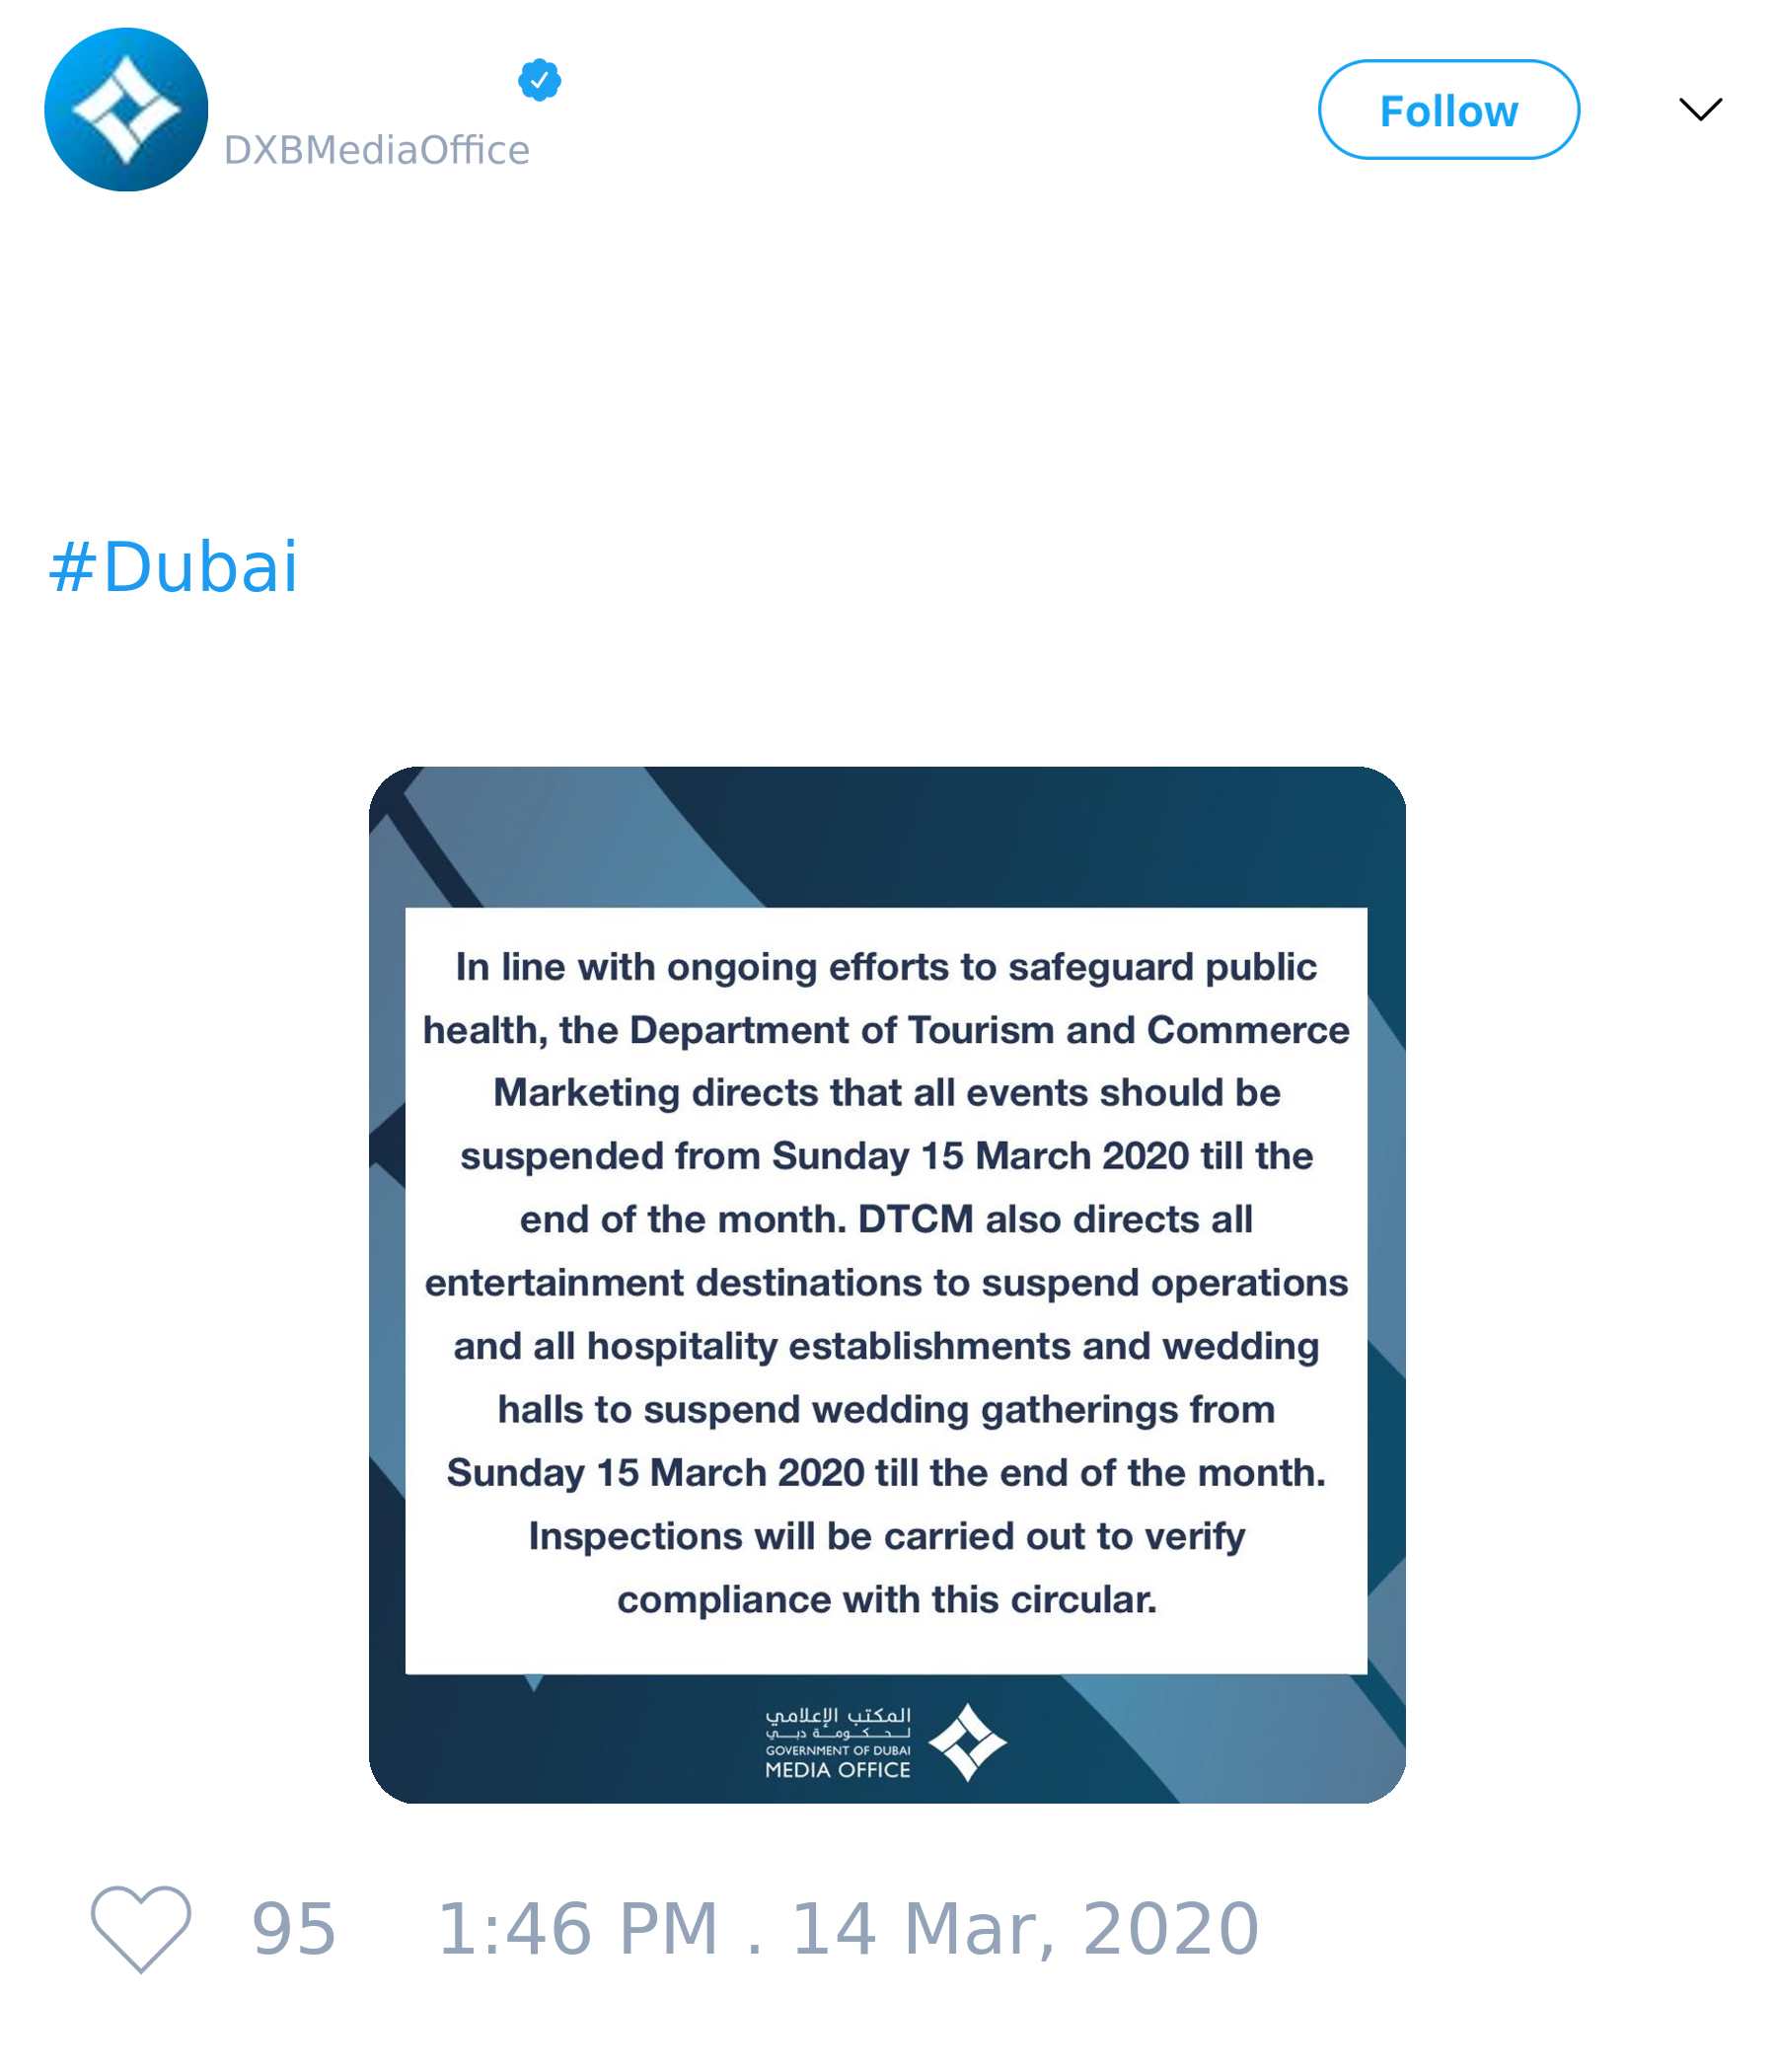 DXBMediaOffice
Follow
#Dubai
In line with ongoing efforts to safeguard public
health, the Department of Tourism and Commerce
Marketing directs that all events should be
suspended from Sunday 15 March 2020 till the
end of the month. DTCM also directs all
entertainment destinations to suspend operations
and all hospitality establishments and wedding
halls to suspend wedding gatherings from
Sunday 15 March 2020 till the end of the month.
Inspections will be carried out to verify
compliance with this circular.
المكتب الإعلامي
لحكومة دبي
GOVERNMENT OF DUBAI
MEDIA OFFICE
95 1:46 PM . 14 Mar, 2020